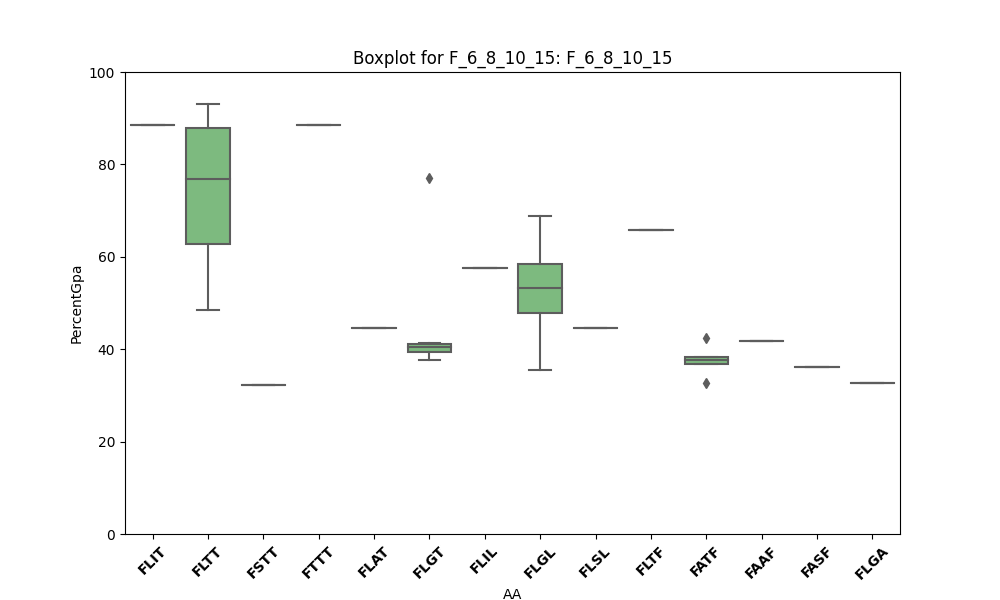 Boxplot for F_6_8_10_15: F_6_8_10_15
100
80
60
40
20
0
PercentGpa
FLIT
FLTT
FSTT
FTTT
FLAT
FLGT
FLIL
FLGL
FLSL
FLTF
FATF
FAAF
FASF
FLGA
AA